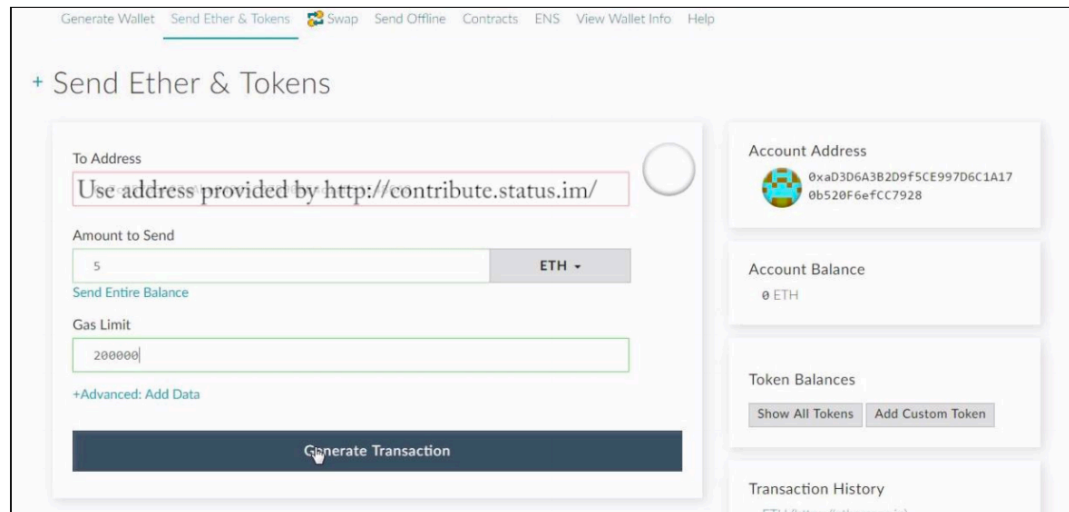 Generate Wallet Send Ether & Tokens Swap Send Offline Contracts ENS View Wallet Info Help
+ Send Ether & Tokens
To Address
Use address provided by http://contribute.status.im/
Amount to Send
5 ETH
Send Entire Balance
Gas Limit
200000
+Advanced: Add Data
Generate Transaction
Account Address
0xaD3D6A3B2D9f5CE997D6C1A17
0b520F6efCC7928
Account Balance
0 ETH
Token Balances
Show All Tokens Add Custom Token
Transaction History